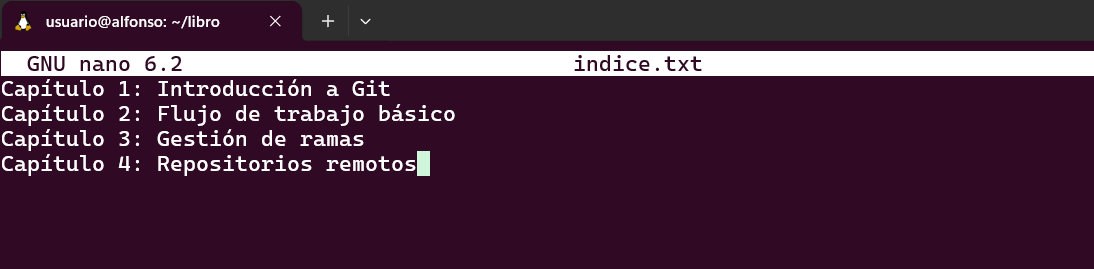 usuario@alfonso: ~/libro
GNU nano 6.2 indice.txt
Capítulo 1: Introducción a Git
Capítulo 2: Flujo de trabajo básico
Capítulo 3: Gestión de ramas
Capítulo 4: Repositorios remotos